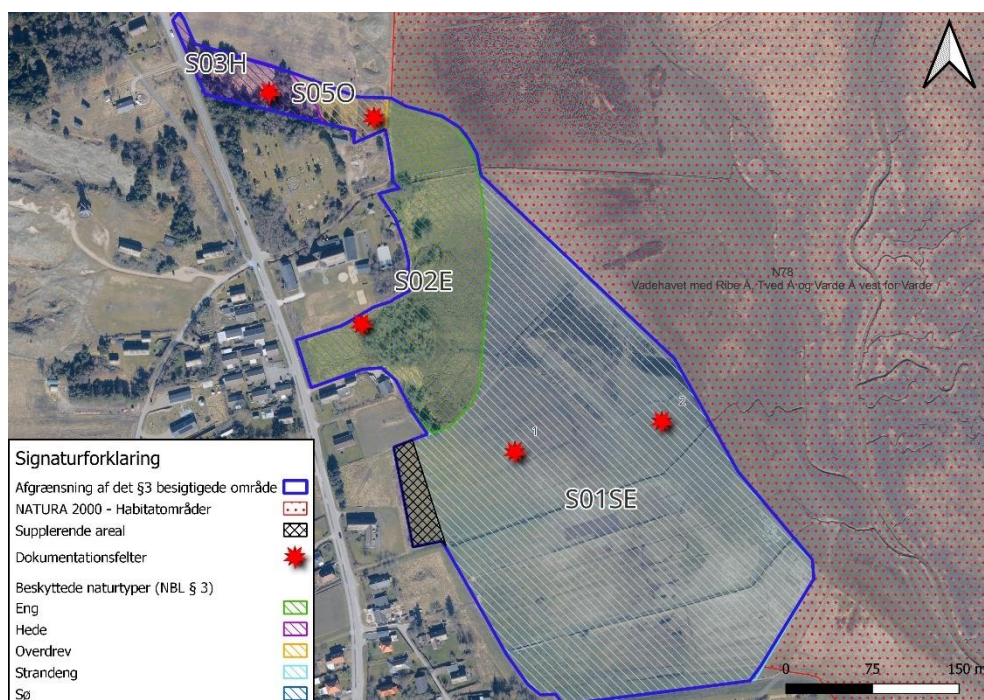 S03H
S05O
N78
Vadehavet med Ribe Å, Tved Å og Varde Å vest for Varde
S02E
2
1
S01SE
Signaturforklaring
Afgrænsning af det §3 besigtigede område
NATURA 2000 - Habitatområder
Supplerende areal
Dokumentationsfelter
Beskyttede naturtyper (NBL § 3)
Eng
Hede
Overdrev
Strandeng
Sø
0 75 150 m